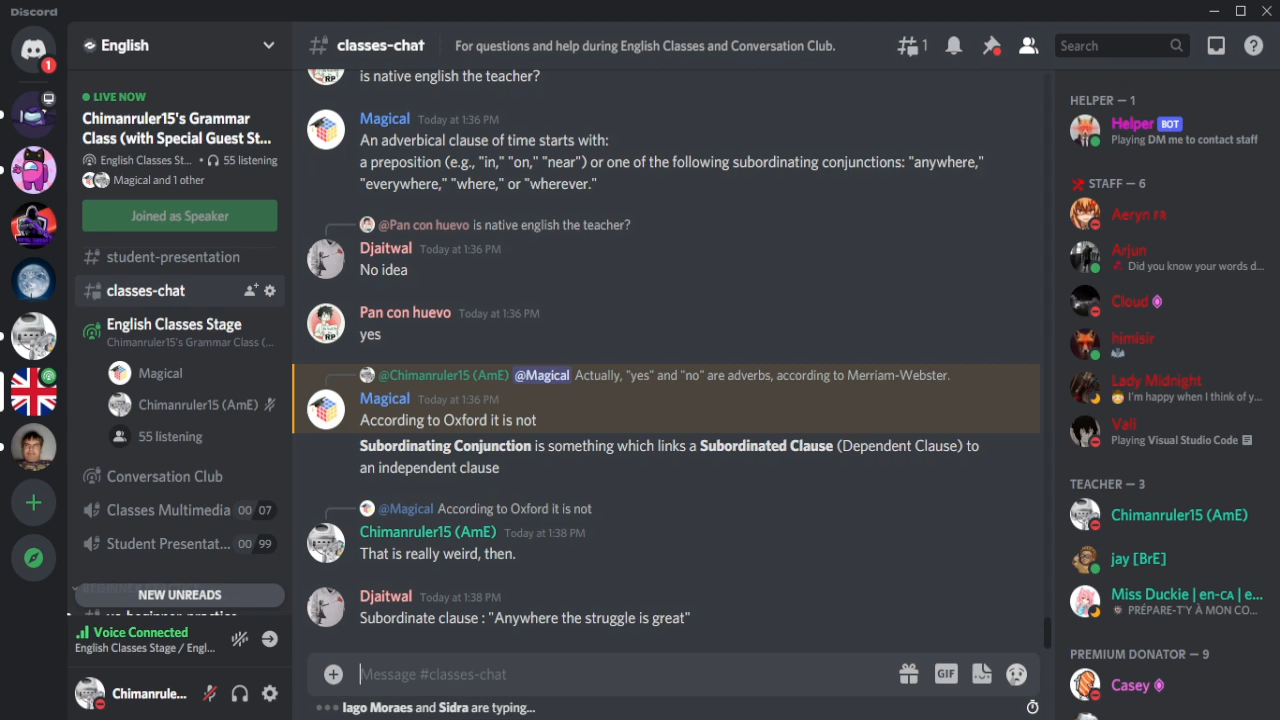 Discord
1
English
LIVE NOW
Chimanruler15's Grammar
Class (with Special Guest St...
English Classes St... • 55 listening
Magical and 1 other
Joined as Speaker
student-presentation
classes-chat
English Classes Stage
Chimanruler15's Grammar Class (...
Magical
Chimanruler15 (AmE)
55 listening
Conversation Club
Classes Multimedia 00 07
Student Presentat... 00 99
NEW UNREADS
Voice Connected
English Classes Stage / Engl...
Chimanrule...
classes-chat
For questions and help during English Classes and Conversation Club.
1
Search
is native english the teacher?
RP
Magical Today at 1:36 PM
An adverbical clause of time starts with:
a preposition (e.g., "in," "on," "near") or one of the following subordinating conjunctions: "anywhere,"
"everywhere," "where," or "wherever."
@Pan con huevo is native english the teacher?
Djaitwal Today at 1:36 PM
No idea
Pan con huevo Today at 1:36 PM
yes
RP
@Chimanruler15 (AmE) @Magical Actually, "yes" and "no" are adverbs, according to Merriam-Webster.
Magical Today at 1:36 PM
According to Oxford it is not
Subordinating Conjunction is something which links a Subordinated Clause (Dependent Clause) to
an independent clause
@Magical According to Oxford it is not
Chimanruler15 (AmE) Today at 1:38 PM
That is really weird, then.
Djaitwal Today at 1:38 PM
Subordinate clause : "Anywhere the struggle is great"
Message #classes-chat
GIF
Iago Moraes and Sidra are typing...
HELPER — 1
Helper BOT
Playing DM me to contact staff
STAFF — 6
Aeryn FR
Arjun
Did you know your words d...
Cloud
himisir
Lady Midnight
I'm happy when I think of y...
Vali
Playing Visual Studio Code
TEACHER — 3
Chimanruler15 (AmE)
jay [BrE]
Miss Duckie | en-CA | e...
PRÉPARE-T'Y À MON CO...
PREMIUM DONATOR — 9
Casey